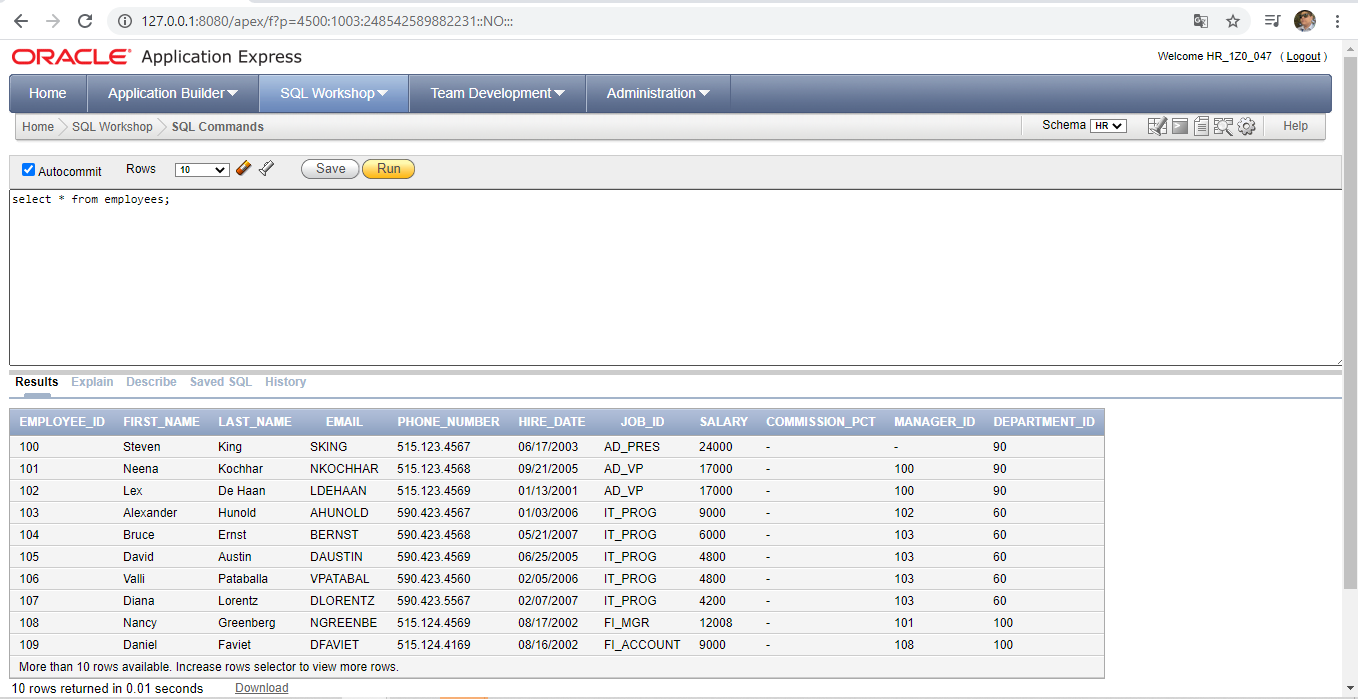 127.0.0.1:8080/apex/f?p=4500:1003:248542589882231::NO:::
ORACLE® Application Express
Welcome HR_1Z0_047 ( Logout )
Home Application Builder SQL Workshop Team Development Administration
Home SQL Workshop SQL Commands Schema HR Help
Autocommit Rows 10 Save Run
select * from employees;
Results Explain Describe Saved SQL History
EMPLOYEE_ID FIRST_NAME LAST_NAME EMAIL PHONE_NUMBER HIRE_DATE JOB_ID SALARY COMMISSION_PCT MANAGER_ID DEPARTMENT_ID
100 Steven King SKING 515.123.4567 06/17/2003 AD_PRES 24000 - - 90
101 Neena Kochhar NKOCHHAR 515.123.4568 09/21/2005 AD_VP 17000 - 100 90
102 Lex De Haan LDEHAAN 515.123.4569 01/13/2001 AD_VP 17000 - 100 90
103 Alexander Hunold AHUNOLD 590.423.4567 01/03/2006 IT_PROG 9000 - 102 60
104 Bruce Ernst BERNST 590.423.4568 05/21/2007 IT_PROG 6000 - 103 60
105 David Austin DAUSTIN 590.423.4569 06/25/2005 IT_PROG 4800 - 103 60
106 Valli Pataballa VPATABAL 590.423.4560 02/05/2006 IT_PROG 4800 - 103 60
107 Diana Lorentz DLORENTZ 590.423.5567 02/07/2007 IT_PROG 4200 - 103 60
108 Nancy Greenberg NGREENBE 515.124.4569 08/17/2002 FI_MGR 12008 - 101 100
109 Daniel Faviet DFAVIET 515.124.4169 08/16/2002 FI_ACCOUNT 9000 - 108 100
More than 10 rows available. Increase rows selector to view more rows.
10 rows returned in 0.01 seconds Download